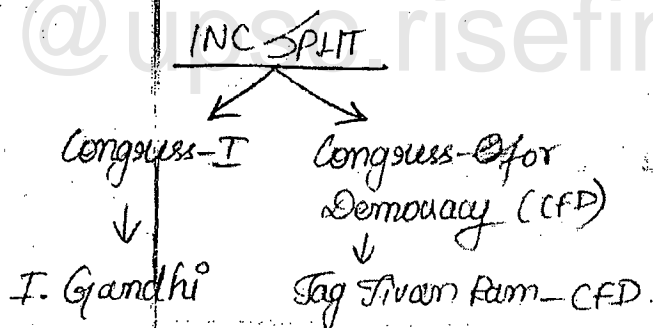 @upsc.risefir
INC SPLIT
Congress-I Congress-for
Democracy (CFD)
I. Gandhi Jag Jivan Ram-CFD.